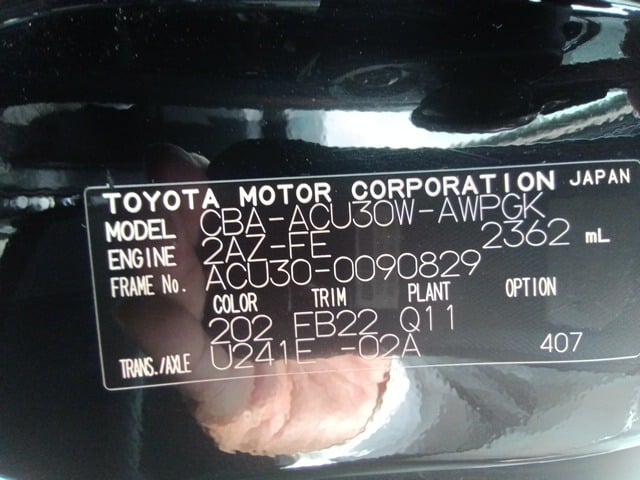 TOYOTA MOTOR CORPORATION JAPAN
MODEL CBA-ACU30W-AWPGK
ENGINE 2AZ-FE 2362 mL
FRAME No. ACU30-0090829
COLOR TRIM PLANT OPTION
202 FB22 Q11
TRANS./AXLE U241E -02A 407